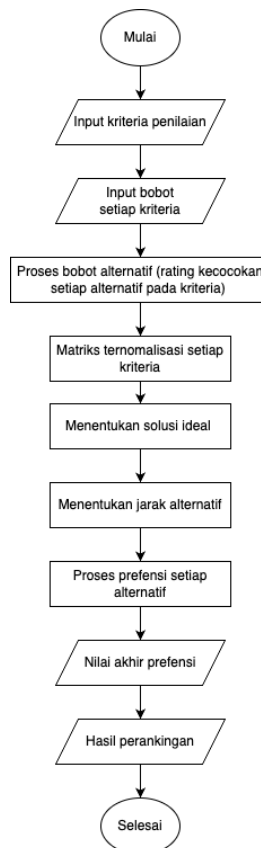 Mulai
Input kriteria penilaian
Input bobot
setiap kriteria
Proses bobot alternatif (rating kecocokan
setiap alternatif pada kriteria)
Matriks ternomalisasi setiap
kriteria
Menentukan solusi ideal
Menentukan jarak alternatif
Proses prefensi setiap
alternatif
Nilai akhir prefensi
Hasil perankingan
Selesai